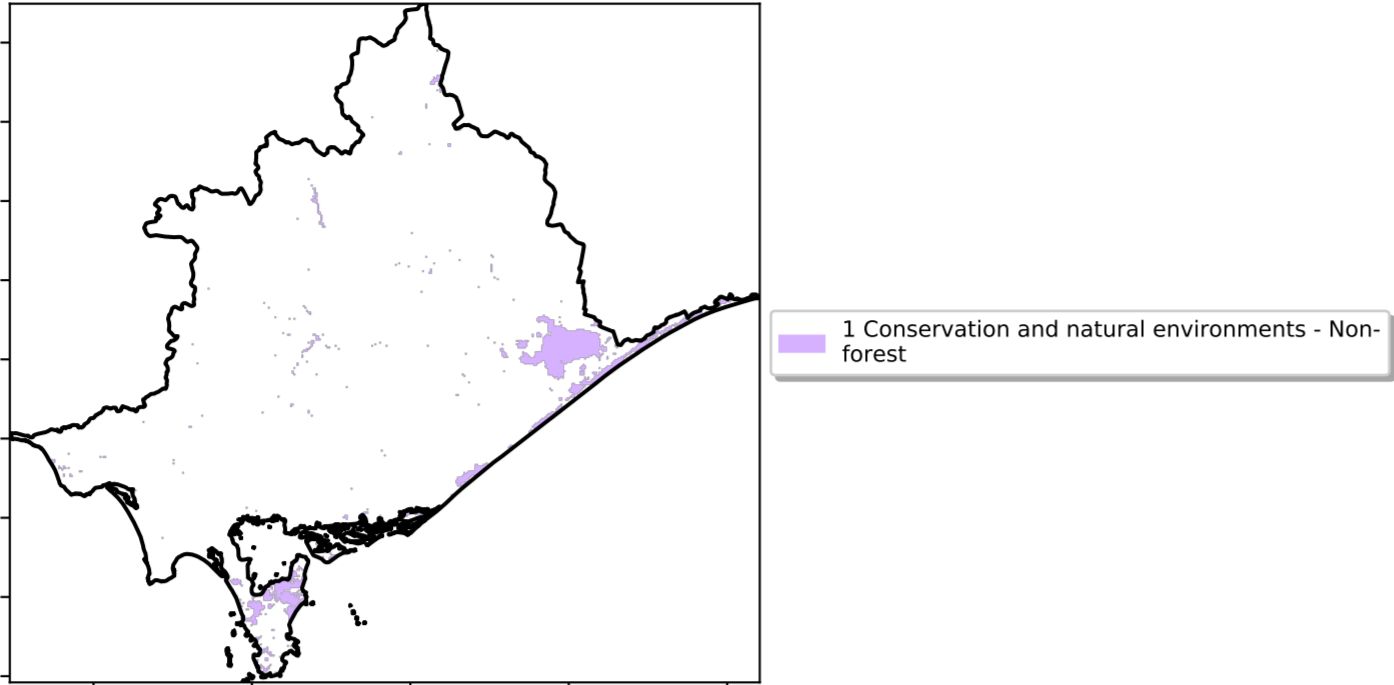 1 Conservation and natural environments - Non-
forest